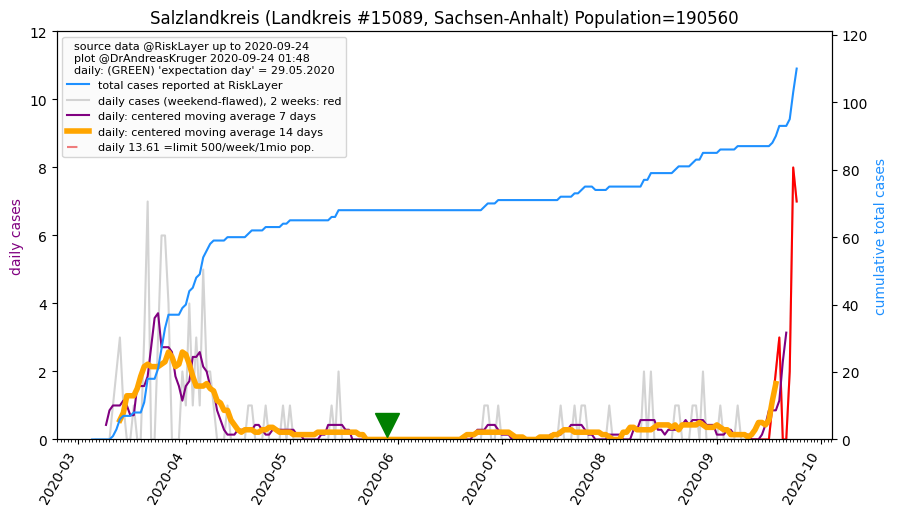 Salzlandkreis (Landkreis #15089, Sachsen-Anhalt) Population=190560
source data @RiskLayer up to 2020-09-24
plot @DrAndreasKruger 2020-09-24 01:48
daily: (GREEN) 'expectation day' = 29.05.2020
total cases reported at RiskLayer
daily cases (weekend-flawed), 2 weeks: red
daily: centered moving average 7 days
daily: centered moving average 14 days
daily 13.61 =limit 500/week/1mio pop.
daily cases
12
10
8
6
4
2
0
120
100
80
60
40
20
0
cumulative total cases
2020-03
2020-04
2020-05
2020-06
2020-07
2020-08
2020-09
2020-10